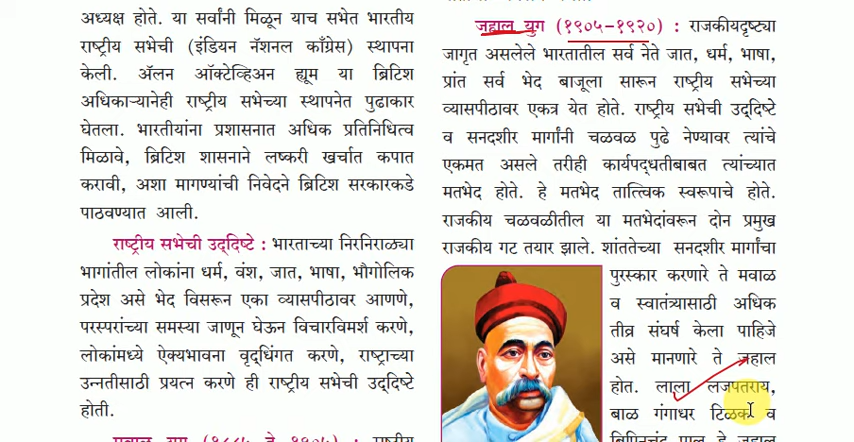 अध्यक्ष होते. या सर्वांनी मिळून याच सभेत भारतीय
राष्ट्रीय सभेची (इंडियन नॅशनल काँग्रेस) स्थापना
केली. ॲलन ऑक्टेव्हिअन ह्यूम या ब्रिटिश
अधिकाऱ्यानेही राष्ट्रीय सभेच्या स्थापनेत पुढाकार
घेतला. भारतीयांना प्रशासनात अधिक प्रतिनिधित्व
मिळावे, ब्रिटिश शासनाने लष्करी खर्चात कपात
करावी, अशा मागण्यांची निवेदने ब्रिटिश सरकारकडे
पाठवण्यात आली.
राष्ट्रीय सभेची उद्दिष्टे : भारताच्या निरनिराळ्या
भागांतील लोकांना धर्म, वंश, जात, भाषा, भौगोलिक
प्रदेश असे भेद विसरून एका व्यासपीठावर आणणे,
परस्परांच्या समस्या जाणून घेऊन विचारविमर्श करणे,
लोकांमध्ये ऐक्यभावना वृद्धिंगत करणे, राष्ट्राच्या
उन्नतीसाठी प्रयत्न करणे ही राष्ट्रीय सभेची उद्दिष्टे
होती.
मवाळ युग (१८८५ ते १९०५) : राष्ट्रीय
जहाल युग (१९०५-१९२०) : राजकीयदृष्ट्या
जागृत असलेले भारतातील सर्व नेते जात, धर्म, भाषा,
प्रांत सर्व भेद बाजूला सारून राष्ट्रीय सभेच्या
व्यासपीठावर एकत्र येत होते. राष्ट्रीय सभेची उद्दिष्टे
व सनदशीर मार्गांनी चळवळ पुढे नेण्यावर त्यांचे
एकमत असले तरीही कार्यपद्धतीबाबत त्यांच्यात
मतभेद होते. हे मतभेद तात्त्विक स्वरूपाचे होते.
राजकीय चळवळीतील या मतभेदांवरून दोन प्रमुख
राजकीय गट तयार झाले. शांततेच्या सनदशीर मार्गांचा
पुरस्कार करणारे ते मवाळ
व स्वातंत्र्यासाठी अधिक
तीव्र संघर्ष केला पाहिजे
असे मानणारे ते जहाल
होत. लाला लजपतराय,
बाळ गंगाधर टिळक व
बिपिनचंद्र पाल हे जहाल